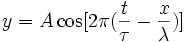 y = A cos[2π(t/τ − x/λ)]